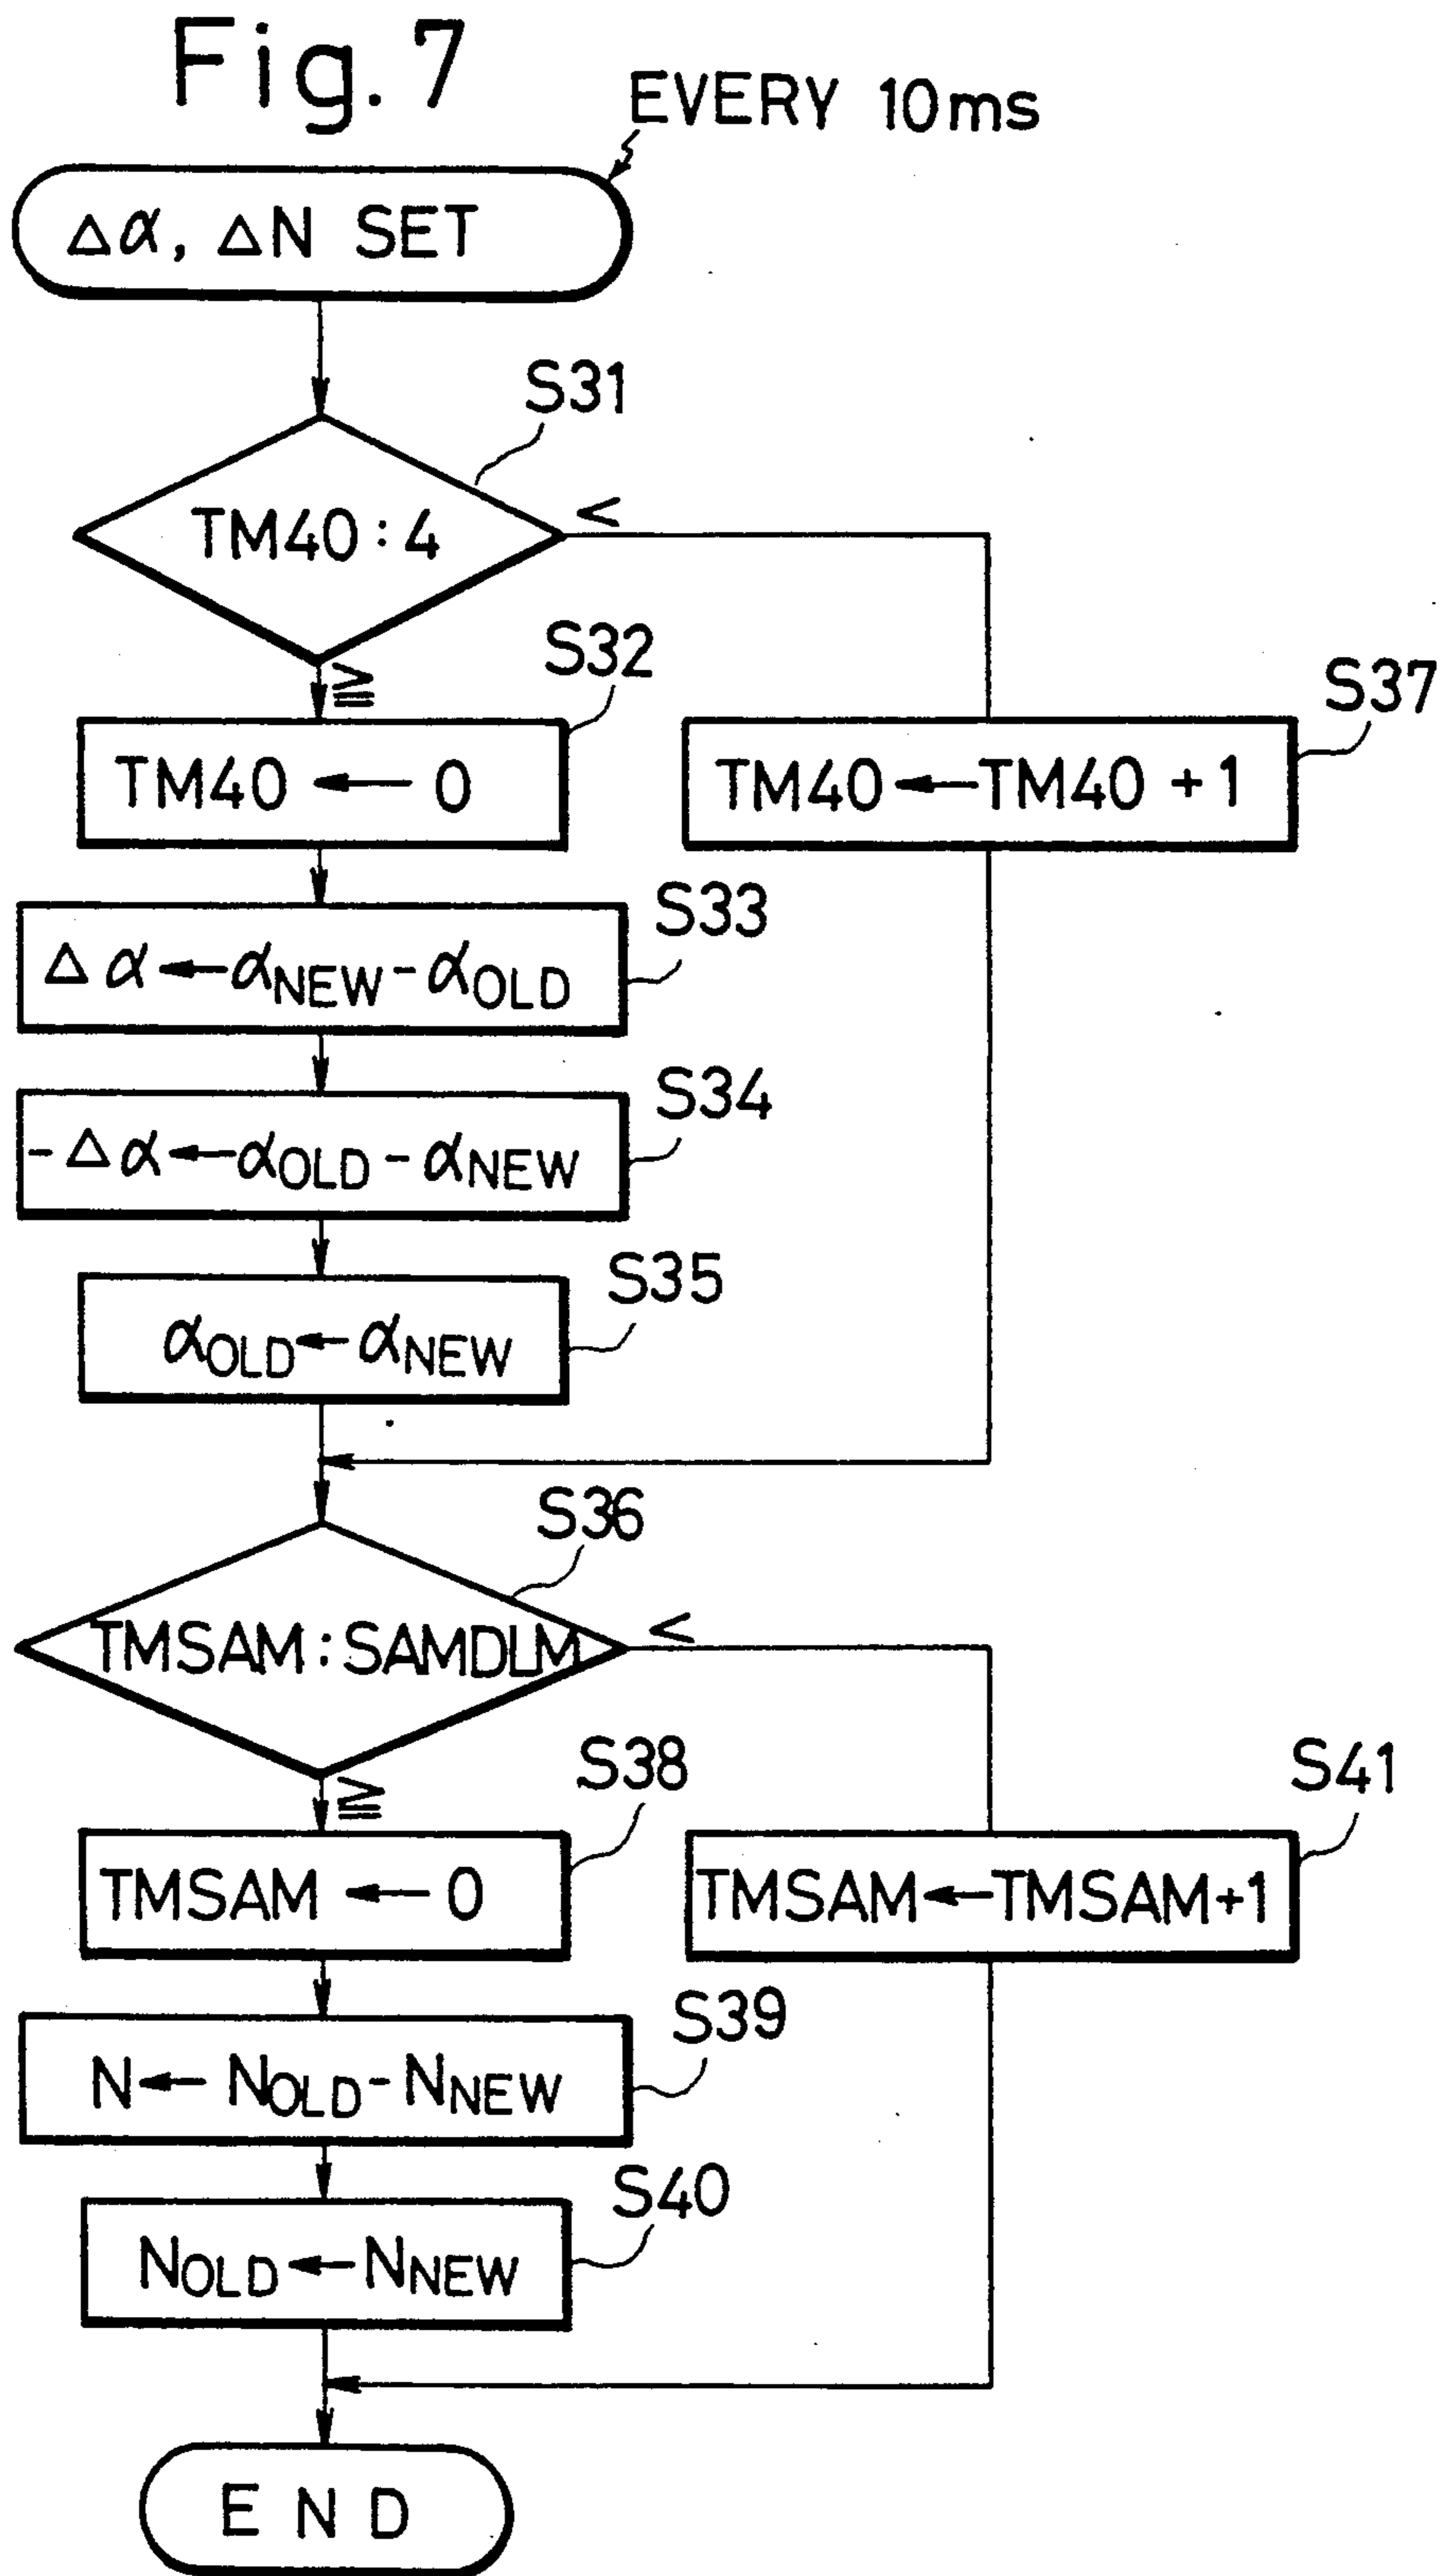 Fig. 7
EVERY 10ms
Δα, ΔN SET
S31
TM40 : 4
<
≧
S32
TM40 ← 0
S37
TM40 ← TM40 + 1
S33
Δα ← αNEW - αOLD
S34
-Δα ← αOLD - αNEW
S35
αOLD ← αNEW
S36
TMSAM : SAMDLM
<
≧
S38
TMSAM ← 0
S41
TMSAM ← TMSAM + 1
S39
N ← NOLD - NNEW
S40
NOLD ← NNEW
END